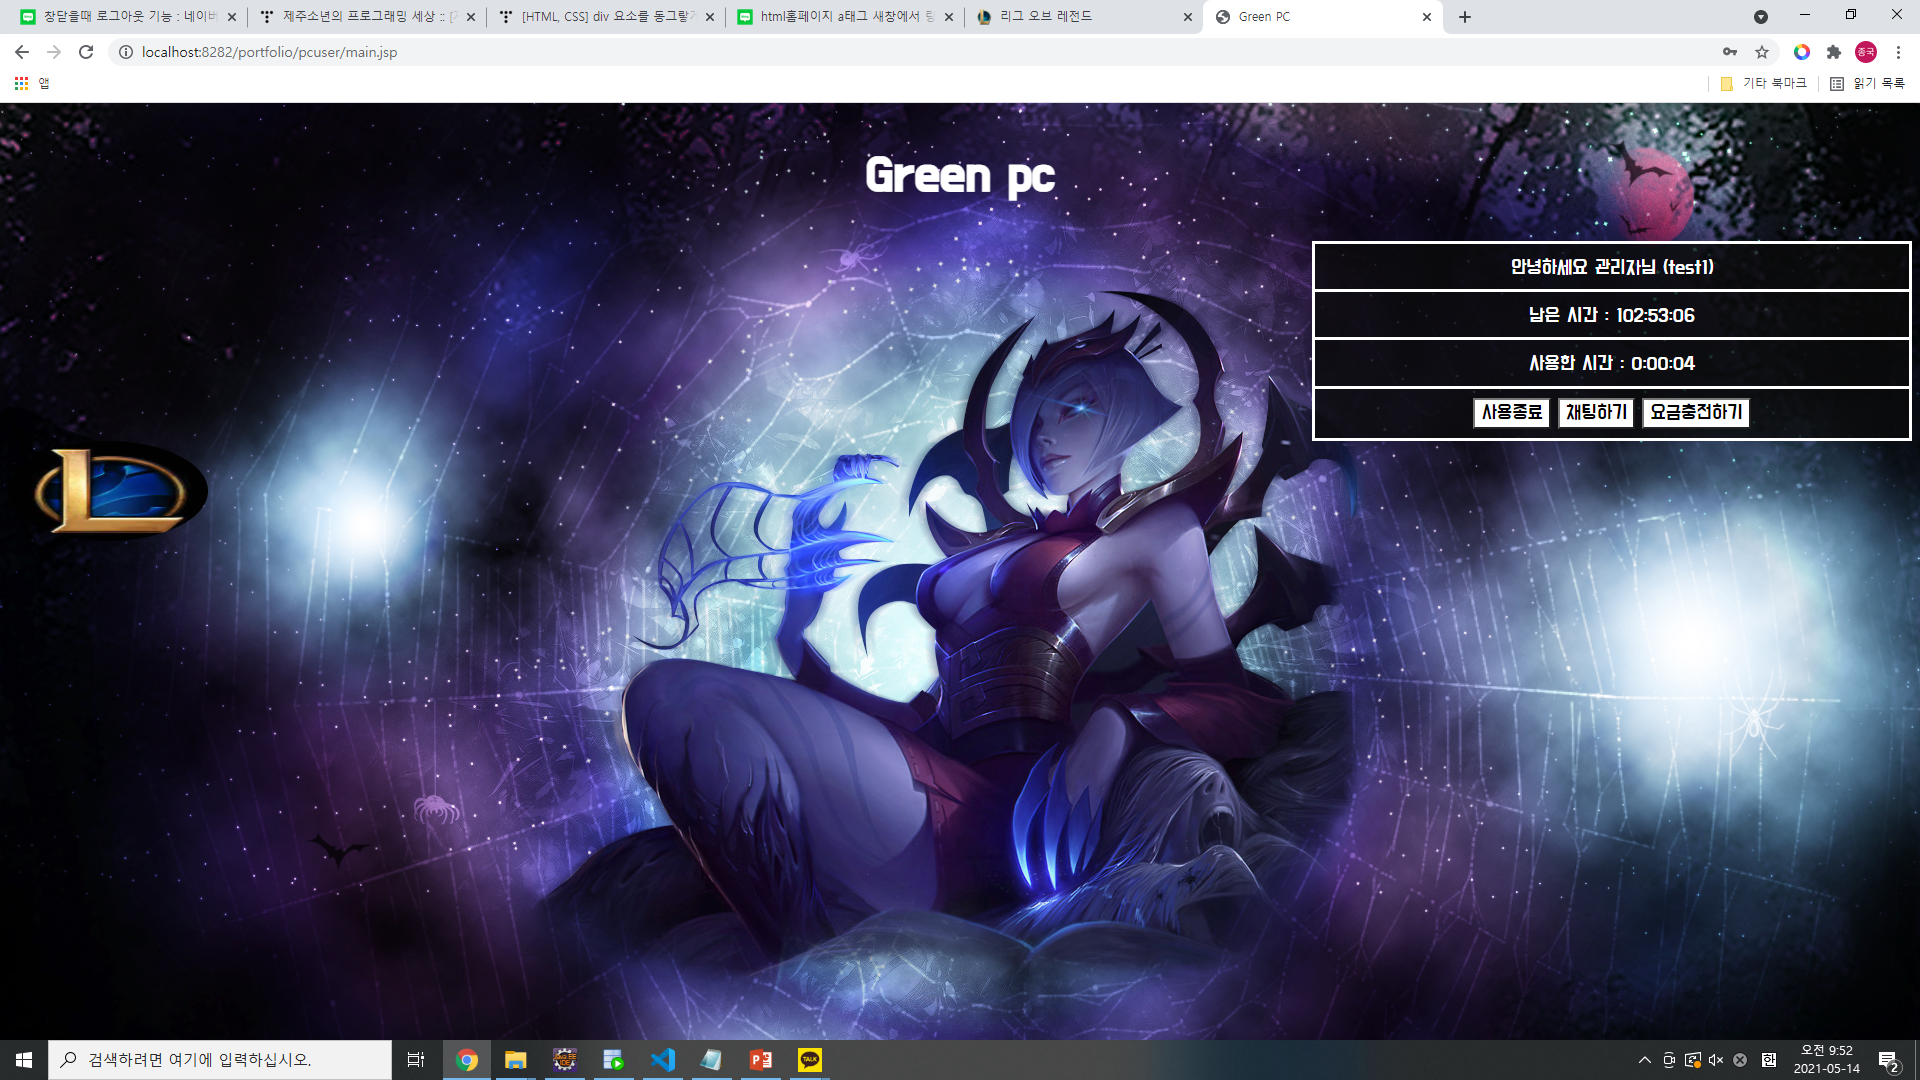 창닫을때 로그아웃 기능 : 네이버
제주소년의 프로그래밍 세상 ::
[HTML, CSS] div 요소를 동그랗게
html홈페이지 a태그 새창에서
리그 오브 레전드
Green PC
localhost:8282/portfolio/pcuser/main.jsp
종국
앱
기타 북마크
읽기 목록
Green pc
안녕하세요 관리자님 (test1)
남은 시간 : 102:53:06
사용한 시간 : 0:00:04
사용종료 채팅하기 요금충전하기
검색하려면 여기에 입력하십시오.
TALK
한
오전 9:52
2021-05-14
2